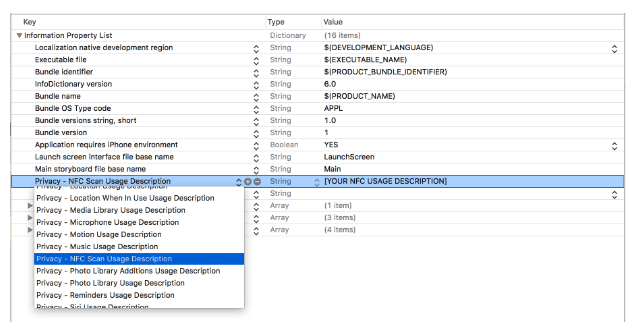 Key Type Value
Information Property List Dictionary (16 items)
Localization native development region String $(DEVELOPMENT_LANGUAGE)
Executable file String $(EXECUTABLE_NAME)
Bundle identifier String $(PRODUCT_BUNDLE_IDENTIFIER)
InfoDictionary version String 6.0
Bundle name String $(PRODUCT_NAME)
Bundle OS Type code String APPL
Bundle versions string, short String 1.0
Bundle version String 1
Application requires iPhone environment Boolean YES
Launch screen interface file base name String LaunchScreen
Main storyboard file base name String Main
Privacy - NFC Scan Usage Description String [YOUR NFC USAGE DESCRIPTION]
Privacy - Location Usage Description
String
Privacy - Location When In Use Usage Description
Privacy - Media Library Usage Description Array (1 item)
Privacy - Microphone Usage Description Array (3 items)
Privacy - Motion Usage Description Array (4 items)
Privacy - Music Usage Description
Privacy - NFC Scan Usage Description
Privacy - Photo Library Additions Usage Description
Privacy - Photo Library Usage Description
Privacy - Reminders Usage Description
Privacy - Siri Usage Description